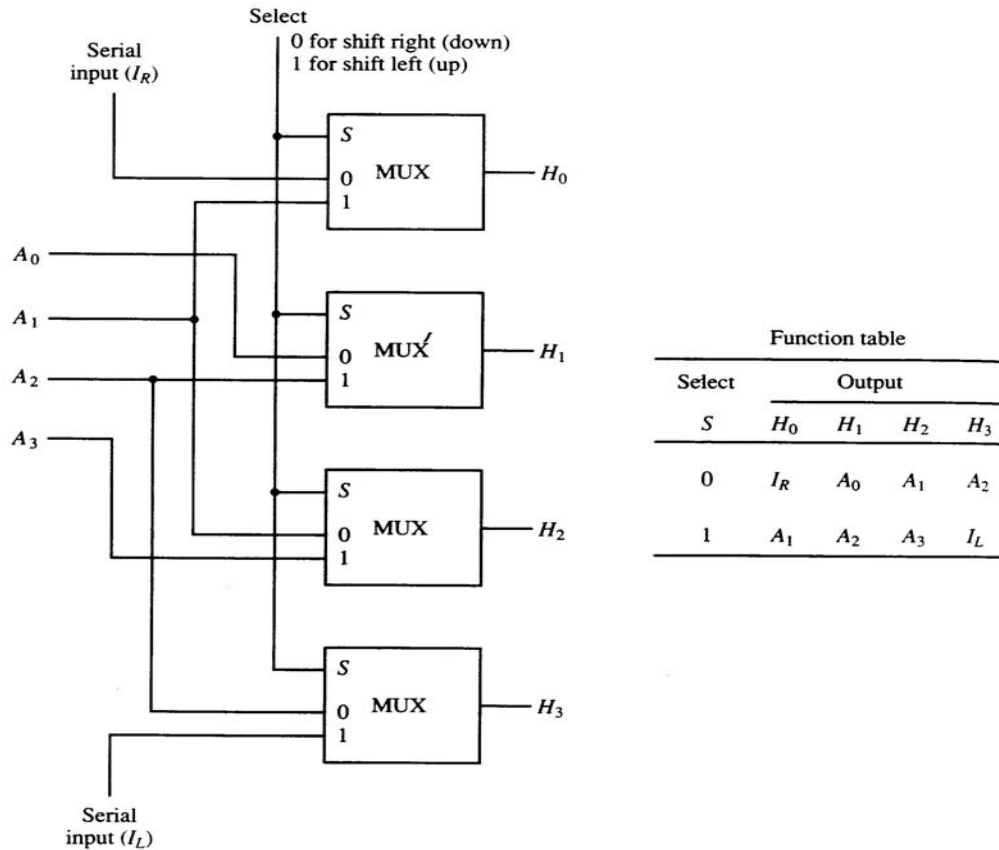 Select
0 for shift right (down)
1 for shift left (up)
Serial
input (I_R)
S
MUX
0
1
H_0
A_0
S
MUX
0
1
H_1
A_1
A_2
A_3
S
MUX
0
1
H_2
S
MUX
0
1
H_3
Serial
input (I_L)
Function table
Select Output
S H_0 H_1 H_2 H_3
0 I_R A_0 A_1 A_2
1 A_1 A_2 A_3 I_L